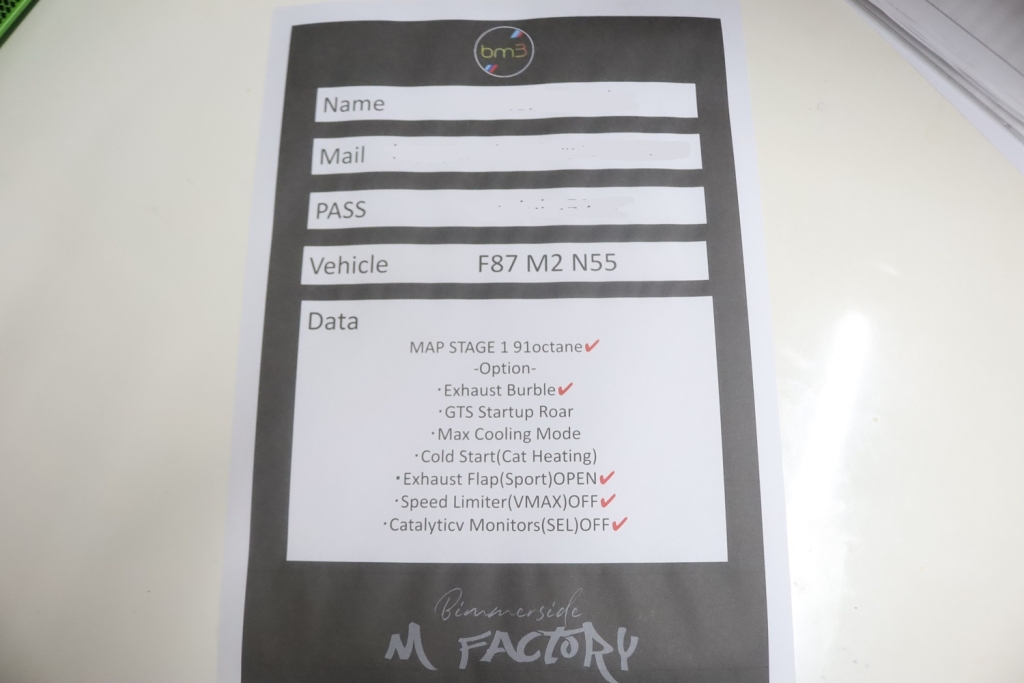 bm3
Name
Mail
PASS
Vehicle F87 M2 N55
Data
MAP STAGE 1 91octane✔
-Option-
・Exhaust Burble✔
・GTS Startup Roar
・Max Cooling Mode
・Cold Start(Cat Heating)
・Exhaust Flap(Sport)OPEN✔
・Speed Limiter(VMAX)OFF✔
・Catalyticv Monitors(SEL)OFF✔
Bimmerside
M FACTORY